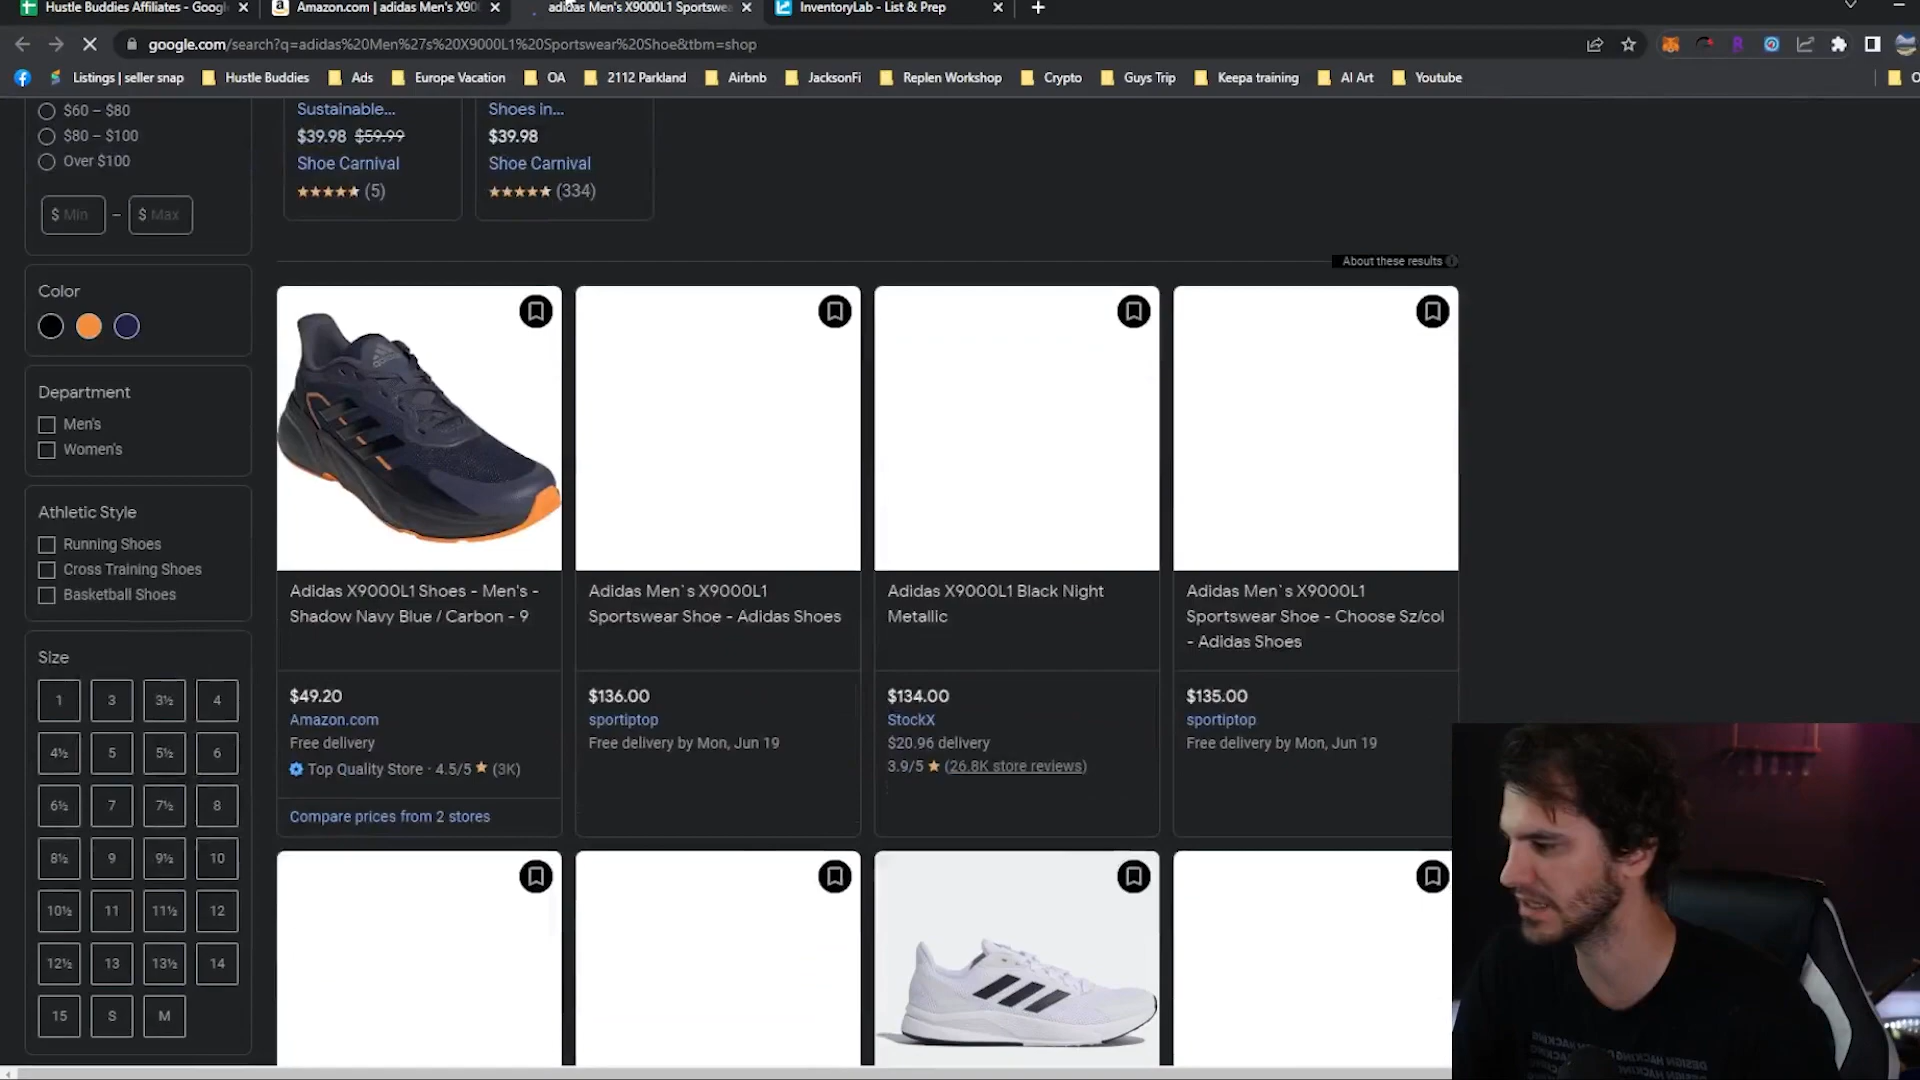 Hustle Buddies Affiliates - Googl
Amazon.com | adidas Men's X90
adidas Men's X9000L1 Sportswea
InventoryLab - List & Prep
google.com/search?q=adidas%20Men%27s%20X9000L1%20Sportswear%20Shoe&tbm=shop
Listings | seller snap
Hustle Buddies
Ads
Europe Vacation
OA
2112 Parkland
Airbnb
JacksonFi
Replen Workshop
Crypto
Guys Trip
Keepa training
AI Art
Youtube
$60 – $80
$80 – $100
Over $100
$ Min – $ Max
Color
Department
Men's
Women's
Athletic Style
Running Shoes
Cross Training Shoes
Basketball Shoes
Size
1 3 3½ 4
4½ 5 5½ 6
6½ 7 7½ 8
8½ 9 9½ 10
10½ 11 11½ 12
12½ 13 13½ 14
15 S M
Sustainable...
$39.98 $59.99
Shoe Carnival
(5)
Shoes in...
$39.98
Shoe Carnival
(334)
About these results
Adidas X9000L1 Shoes - Men's -
Shadow Navy Blue / Carbon - 9
$49.20
Amazon.com
Free delivery
Top Quality Store · 4.5/5 ★ (3K)
Compare prices from 2 stores
Adidas Men`s X9000L1
Sportswear Shoe - Adidas Shoes
$136.00
sportiptop
Free delivery by Mon, Jun 19
Adidas X9000L1 Black Night
Metallic
$134.00
StockX
$20.96 delivery
3.9/5 ★ (26.8K store reviews)
Adidas Men`s X9000L1
Sportswear Shoe - Choose Sz/col
- Adidas Shoes
$135.00
sportiptop
Free delivery by Mon, Jun 19